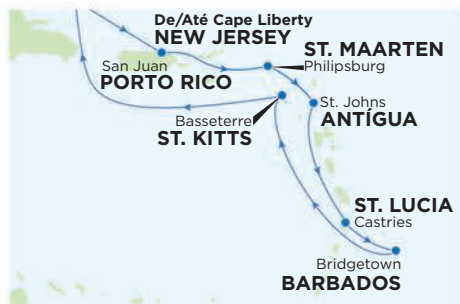 De/Até Cape Liberty
NEW JERSEY
San Juan
PORTO RICO
ST. MAARTEN
Philipsburg
St. Johns
ANTÍGUA
Basseterre
ST. KITTS
ST. LUCIA
Castries
Bridgetown
BARBADOS